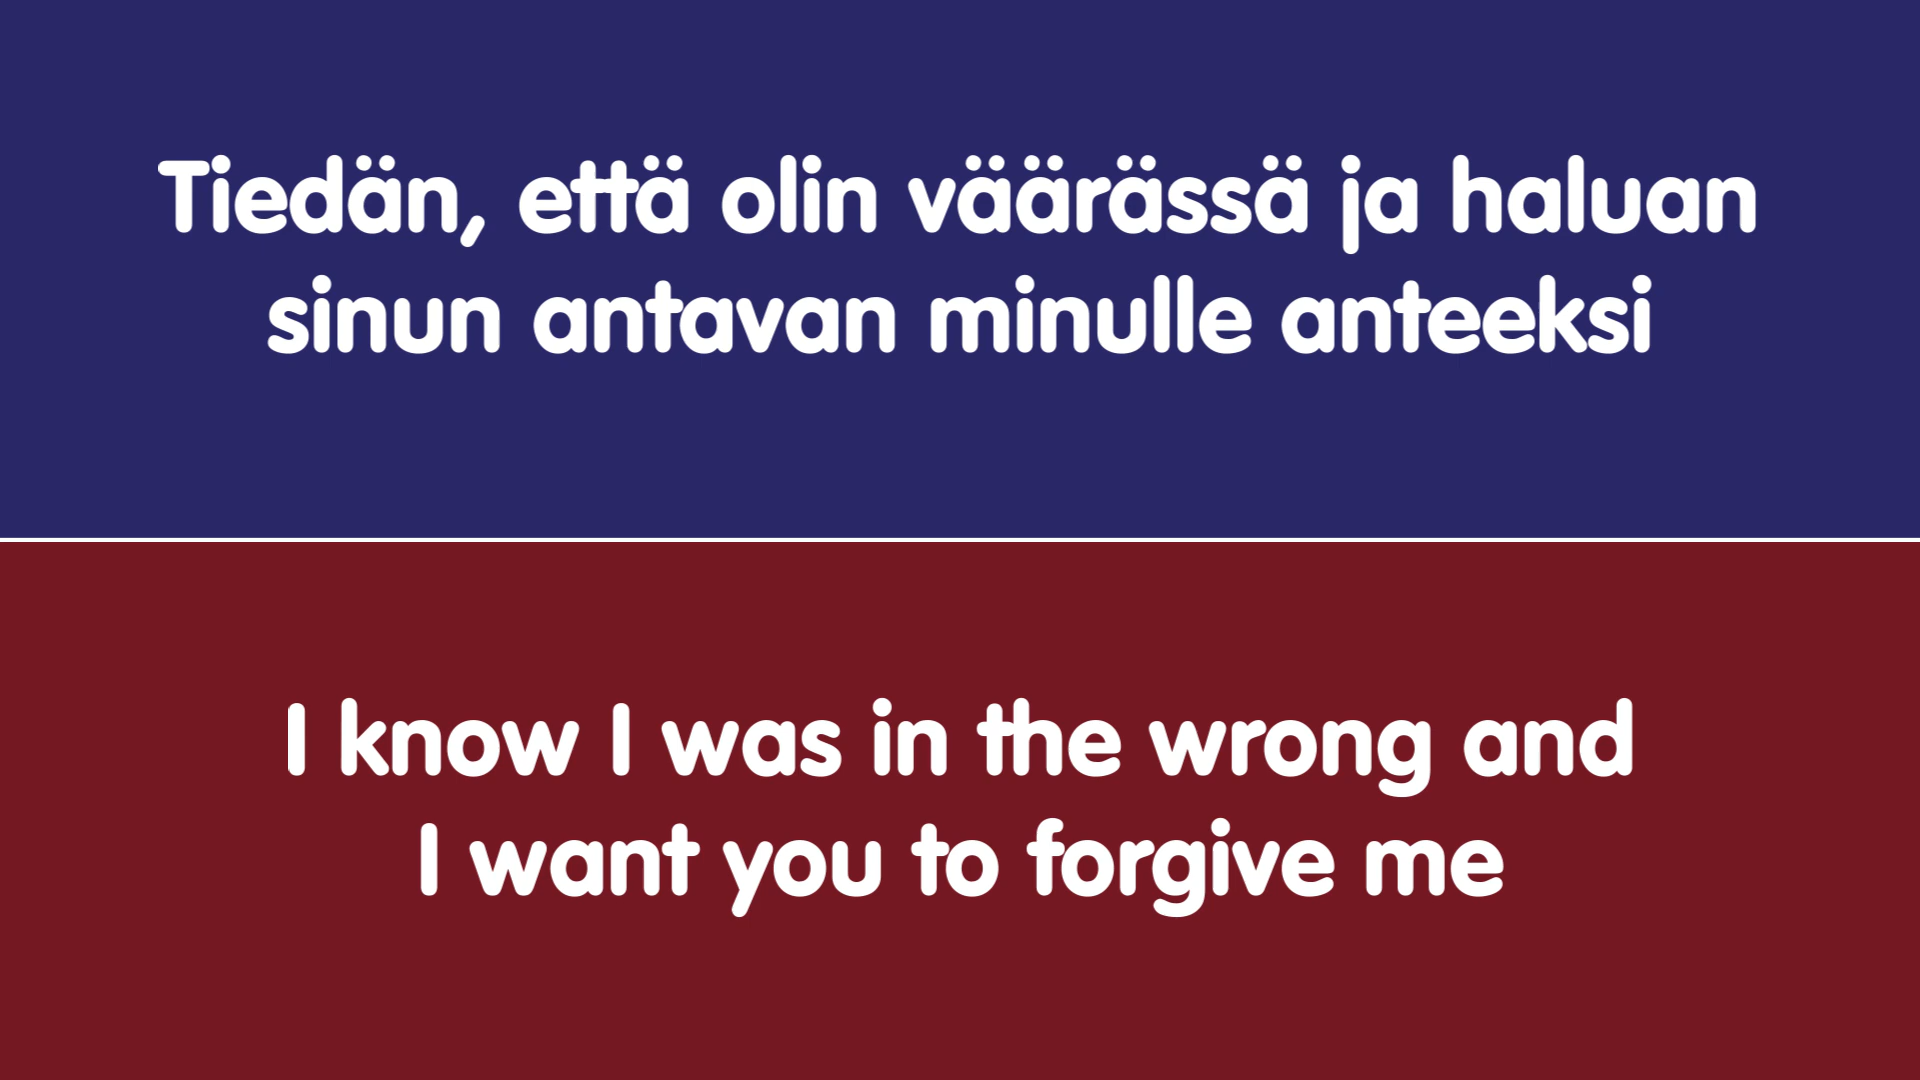 Tiedän, että olin väärässä ja haluan
sinun antavan minulle anteeksi
I know I was in the wrong and
I want you to forgive me